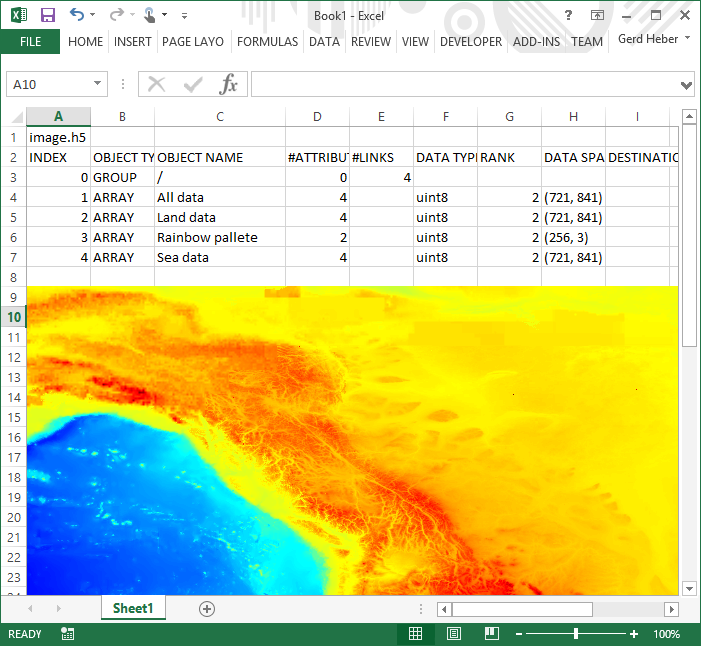 Book1 - Excel
?
FILE HOME INSERT PAGE LAYO FORMULAS DATA REVIEW VIEW DEVELOPER ADD-INS TEAM Gerd Heber
A10 fx
A B C D E F G H I
1 image.h5
2 INDEX OBJECT TY OBJECT NAME #ATTRIBUT #LINKS DATA TYPE RANK DATA SPA DESTINATIO
3 0 GROUP / 0 4
4 1 ARRAY All data 4 uint8 2 (721, 841)
5 2 ARRAY Land data 4 uint8 2 (721, 841)
6 3 ARRAY Rainbow pallete 2 uint8 2 (256, 3)
7 4 ARRAY Sea data 4 uint8 2 (721, 841)
8
9
10
11
12
13
14
15
16
17
18
19
20
21
22
23
Sheet1
READY 100%